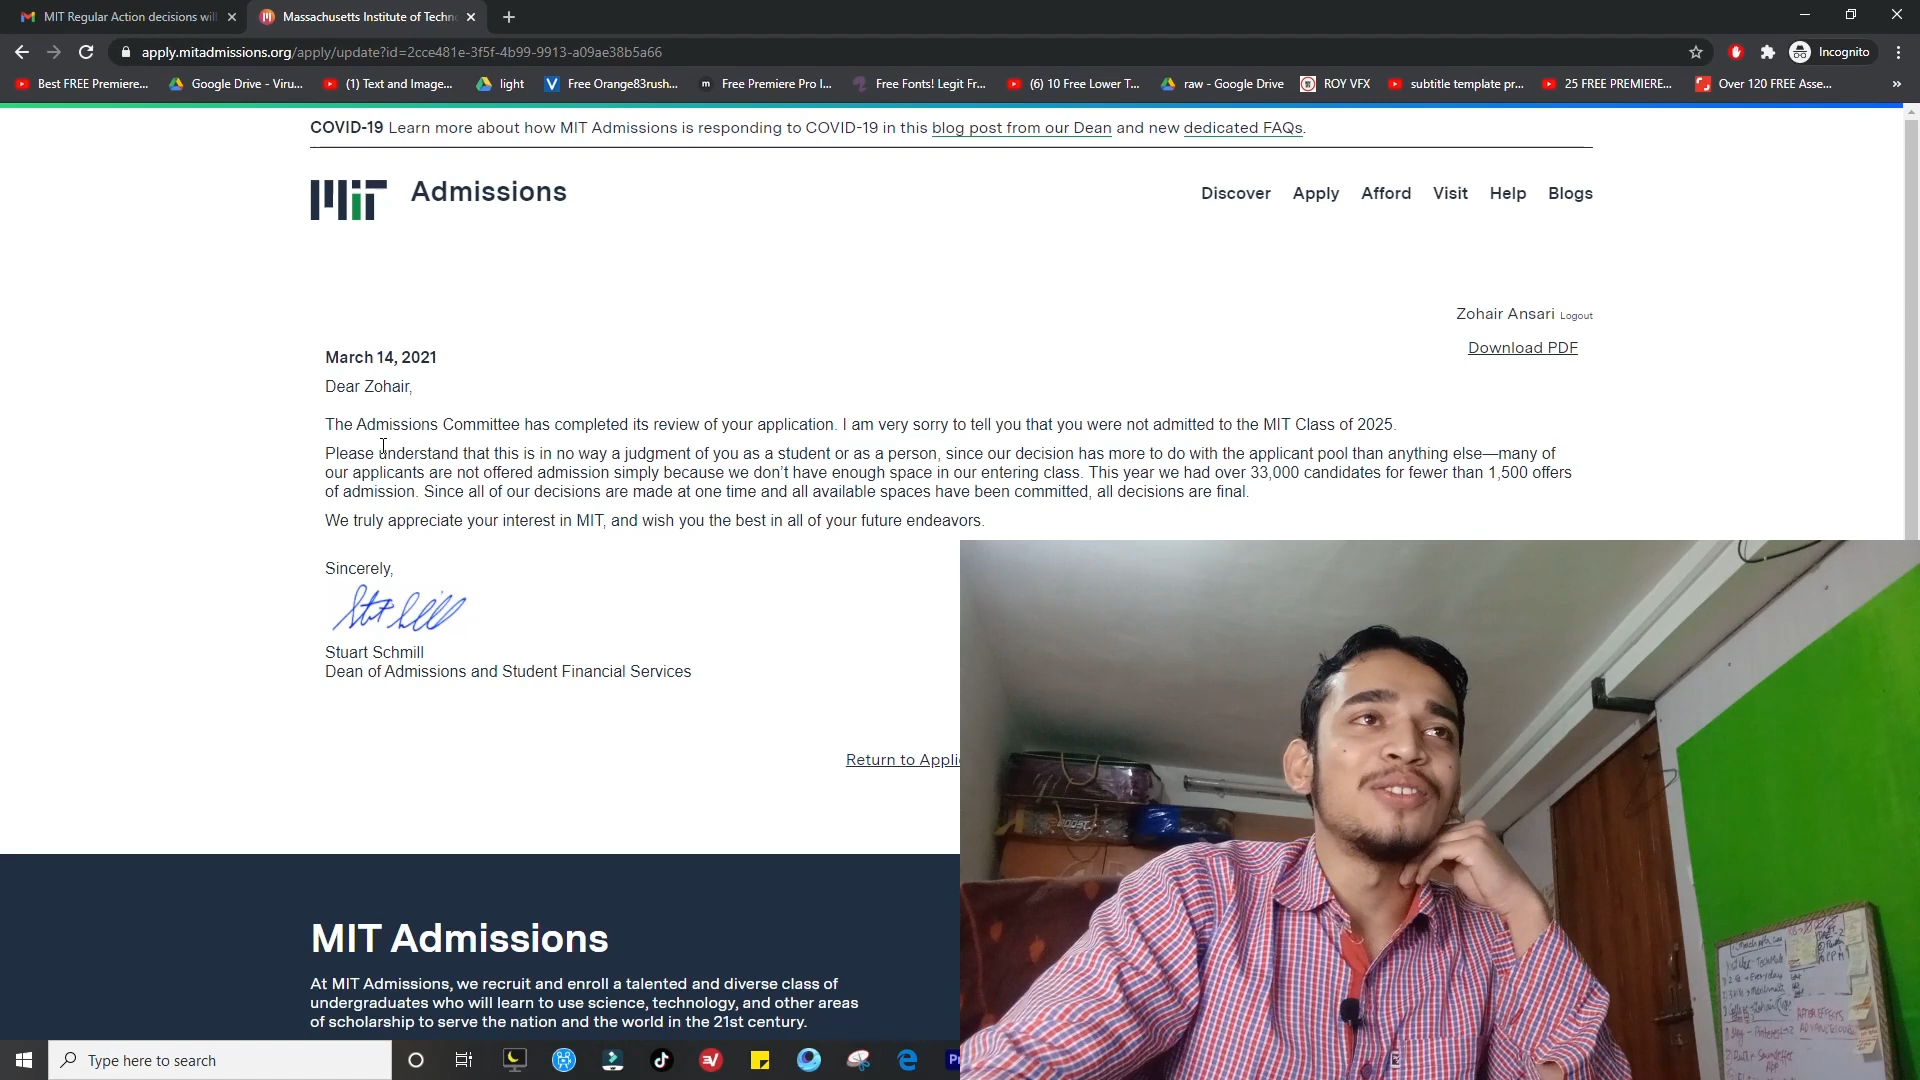 MIT Regular Action decisions wil
Massachusetts Institute of Techn
apply.mitadmissions.org/apply/update?id=2cce481e-3f5f-4b99-9913-a09ae38b5a66
Incognito
Best FREE Premiere...
Google Drive - Viru...
(1) Text and Image...
light
Free Orange83rush...
Free Premiere Pro I...
Free Fonts! Legit Fr...
(6) 10 Free Lower T...
raw - Google Drive
ROY VFX
subtitle template pr...
25 FREE PREMIERE...
Over 120 FREE Asse...
COVID-19 Learn more about how MIT Admissions is responding to COVID-19 in this blog post from our Dean and new dedicated FAQs.
MIT Admissions
Discover Apply Afford Visit Help Blogs
Zohair Ansari Logout
Download PDF
March 14, 2021
Dear Zohair,
The Admissions Committee has completed its review of your application. I am very sorry to tell you that you were not admitted to the MIT Class of 2025.
Please understand that this is in no way a judgment of you as a student or as a person, since our decision has more to do with the applicant pool than anything else—many of
our applicants are not offered admission simply because we don't have enough space in our entering class. This year we had over 33,000 candidates for fewer than 1,500 offers
of admission. Since all of our decisions are made at one time and all available spaces have been committed, all decisions are final.
We truly appreciate your interest in MIT, and wish you the best in all of your future endeavors.
Sincerely,
Stuart Schmill
Dean of Admissions and Student Financial Services
Return to Appli
MIT Admissions
At MIT Admissions, we recruit and enroll a talented and diverse class of
undergraduates who will learn to use science, technology, and other areas
of scholarship to serve the nation and the world in the 21st century.
Type here to search